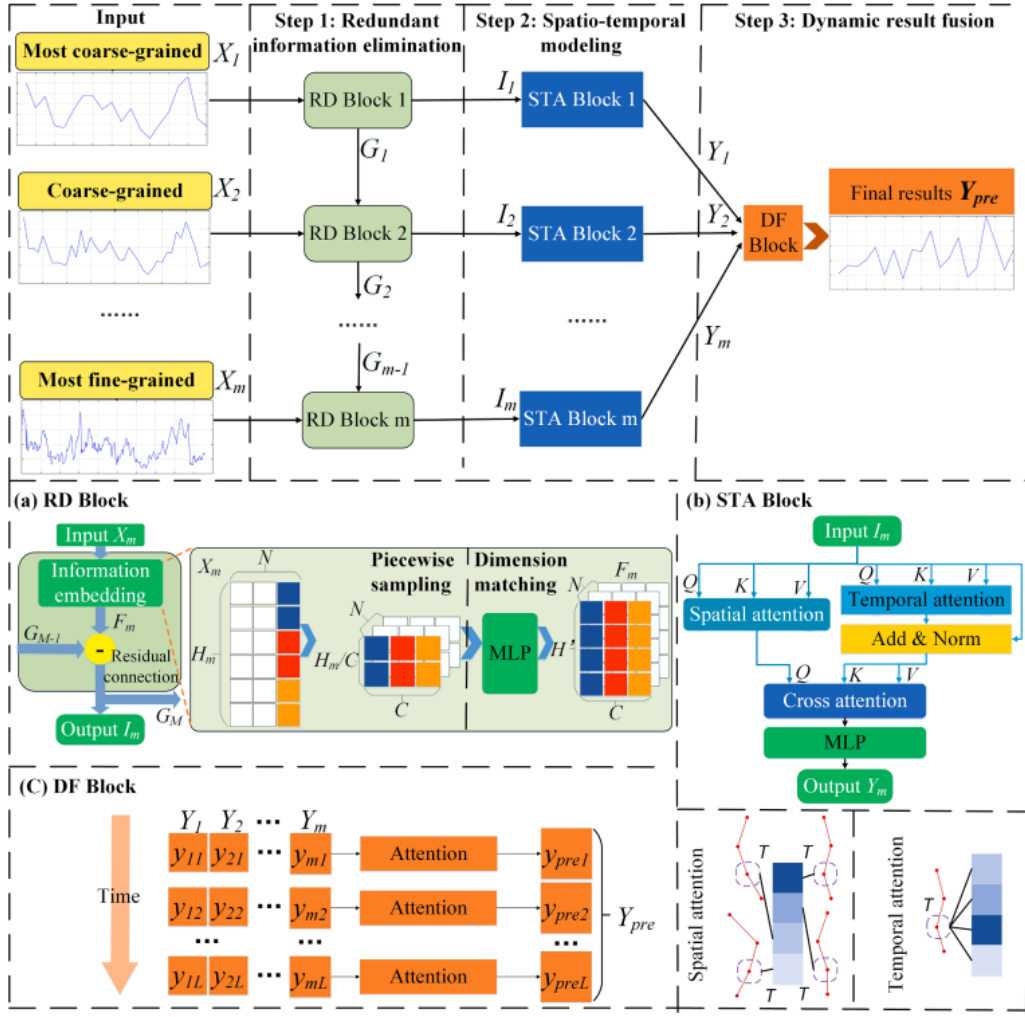 Input
Step 1: Redundant
information elimination
Step 2: Spatio-temporal
modeling
Step 3: Dynamic result fusion
Most coarse-grained
X1
RD Block 1
I1
STA Block 1
G1
Y1
Coarse-grained
X2
RD Block 2
I2
STA Block 2
Y2
DF
Block
Final results Ypre
G2
......
......
......
Gm-1
Ym
Most fine-grained
Xm
RD Block m
Im
STA Block m
(a) RD Block
Input Xm
Information
embedding
Fm
GM-1
-
Residual
connection
GM
Output Im
Xm
N
Hm
Piecewise
sampling
N
Hm/C
C
Dimension
matching
MLP
Fm
N
H'
C
(b) STA Block
Input Im
Q
K
V
Q
K
V
Spatial attention
Temporal attention
Add & Norm
Q
K
V
Cross attention
MLP
Output Ym
(C) DF Block
Time
Y1 Y2 ... Ym
y11 y21 ... ym1 Attention ypre1
y12 y22 ... ym2 Attention ypre2
... ... ...
y1L y2L ... ymL Attention ypreL
Ypre
Spatial attention
T
T
T
T
Temporal attention
T